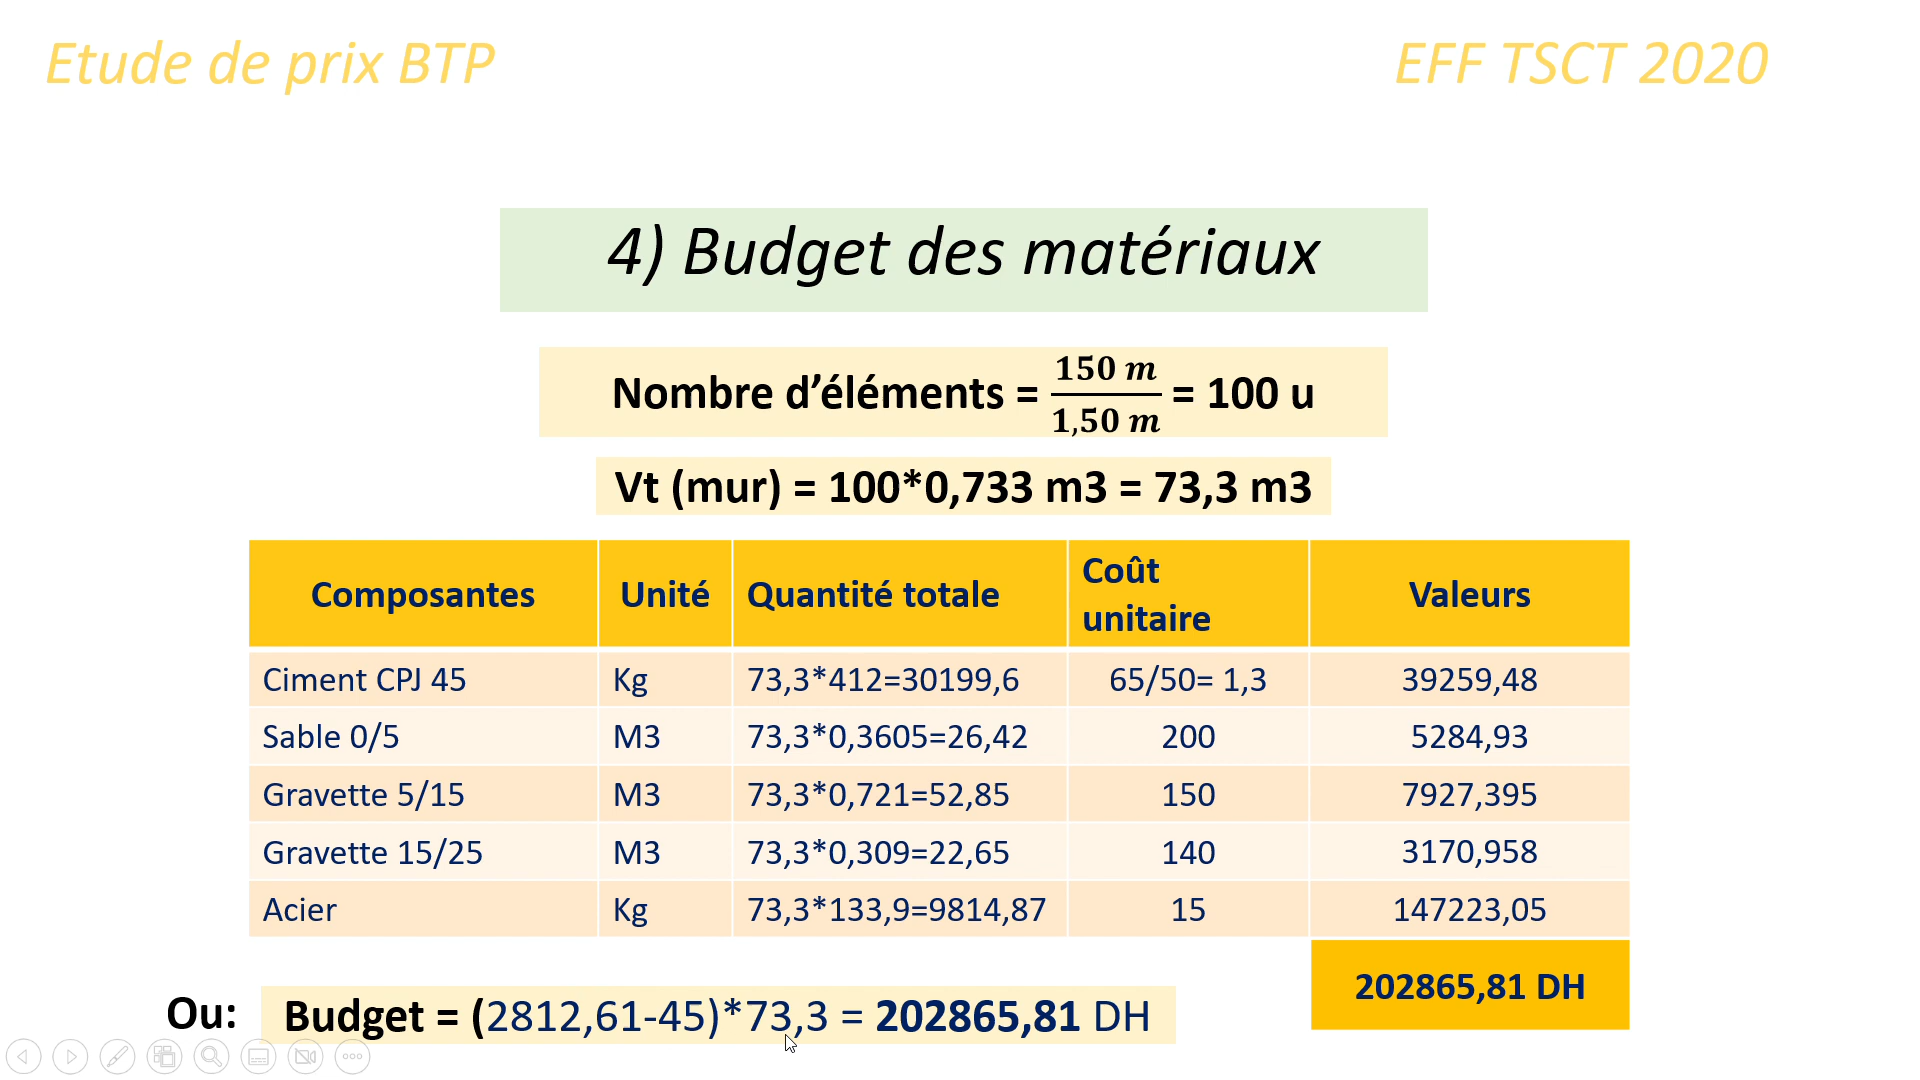 Etude de prix BTP
EFF TSCT 2020
4) Budget des matériaux
Nombre d’éléments = 150 m / 1,50 m = 100 u
Vt (mur) = 100*0,733 m3 = 73,3 m3
Composantes Unité Quantité totale Coût unitaire Valeurs
Ciment CPJ 45 Kg 73,3*412=30199,6 65/50= 1,3 39259,48
Sable 0/5 M3 73,3*0,3605=26,42 200 5284,93
Gravette 5/15 M3 73,3*0,721=52,85 150 7927,395
Gravette 15/25 M3 73,3*0,309=22,65 140 3170,958
Acier Kg 73,3*133,9=9814,87 15 147223,05
202865,81 DH
Ou: Budget = (2812,61-45)*73,3 = 202865,81 DH